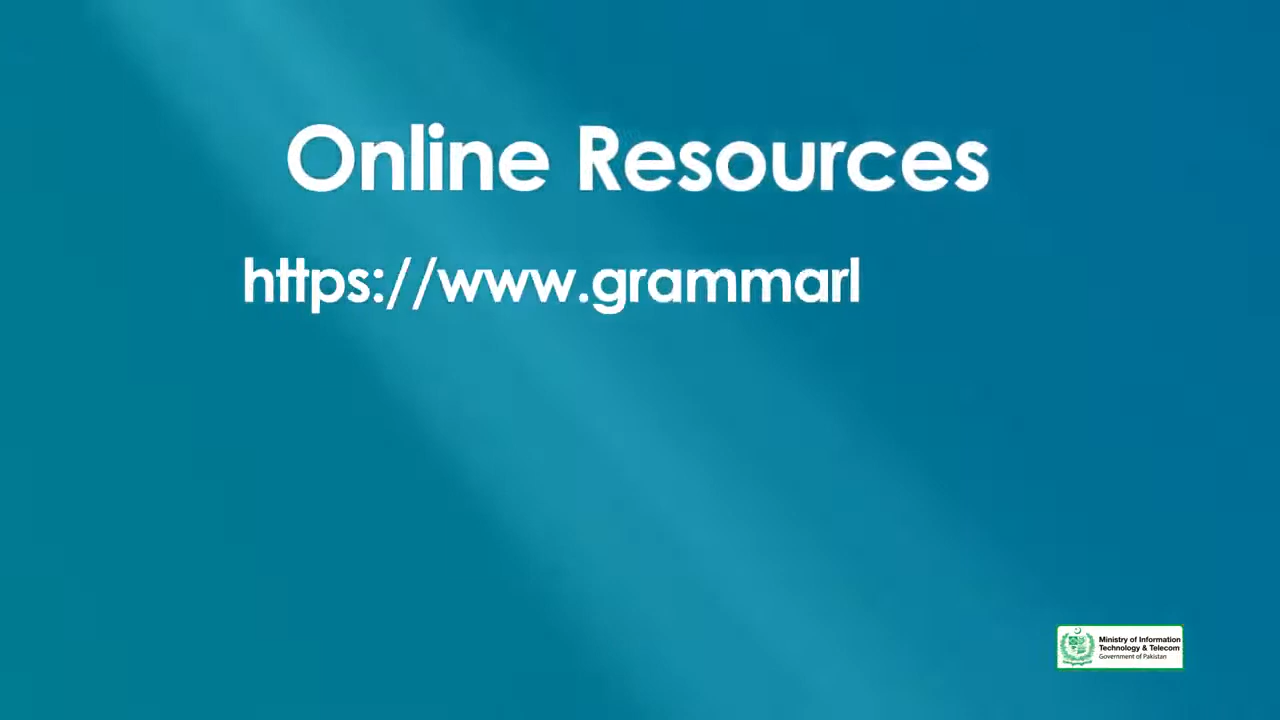 Online Resources
https://www.grammarl
Ministry of Information
Technology & Telecom
Government of Pakistan